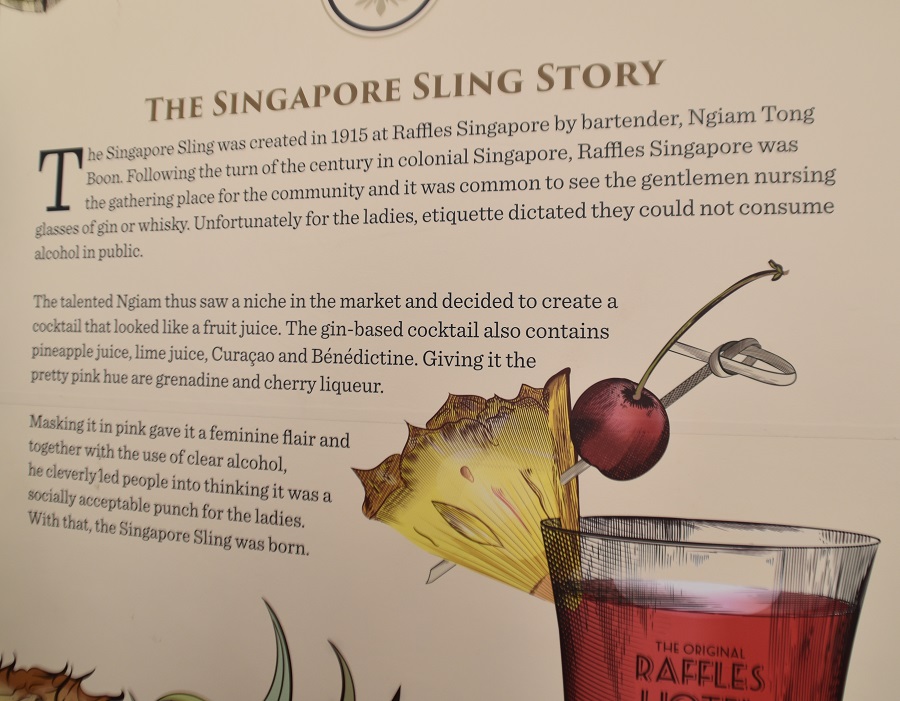 THE SINGAPORE SLING STORY
The Singapore Sling was created in 1915 at Raffles Singapore by bartender, Ngiam Tong
Boon. Following the turn of the century in colonial Singapore, Raffles Singapore was
the gathering place for the community and it was common to see the gentlemen nursing
glasses of gin or whisky. Unfortunately for the ladies, etiquette dictated they could not consume
alcohol in public.
The talented Ngiam thus saw a niche in the market and decided to create a
cocktail that looked like a fruit juice. The gin-based cocktail also contains
pineapple juice, lime juice, Curaçao and Bénédictine. Giving it the
pretty pink hue are grenadine and cherry liqueur.
Masking it in pink gave it a feminine flair and
together with the use of clear alcohol,
he cleverly led people into thinking it was a
socially acceptable punch for the ladies.
With that, the Singapore Sling was born.
THE ORIGINAL
RAFFLES
HOTEL